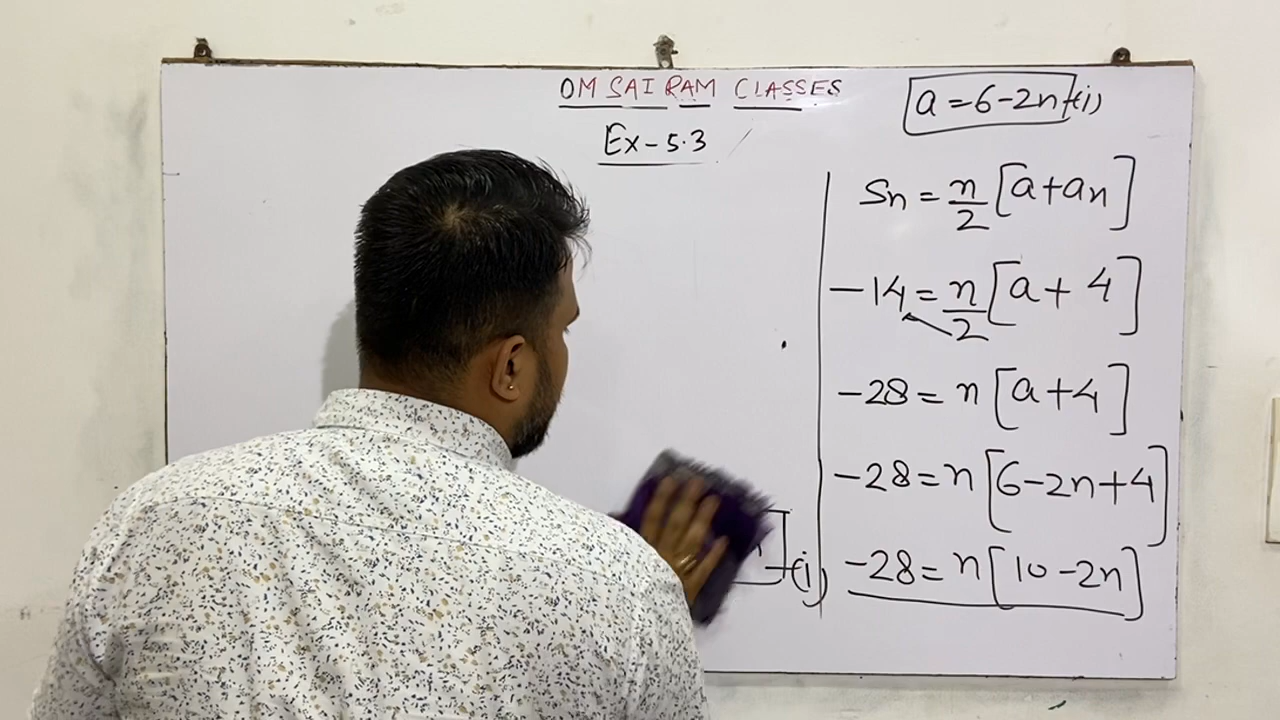 OM SAI RAM CLASSES
Ex-5.3
a=6-2n-(i)
Sn = n/2 [a+an]
-14 = n/2 [a+4]
-28 = n[a+4]
-28 = n[6-2n+4]
-28 = n[10-2n]
-(i)